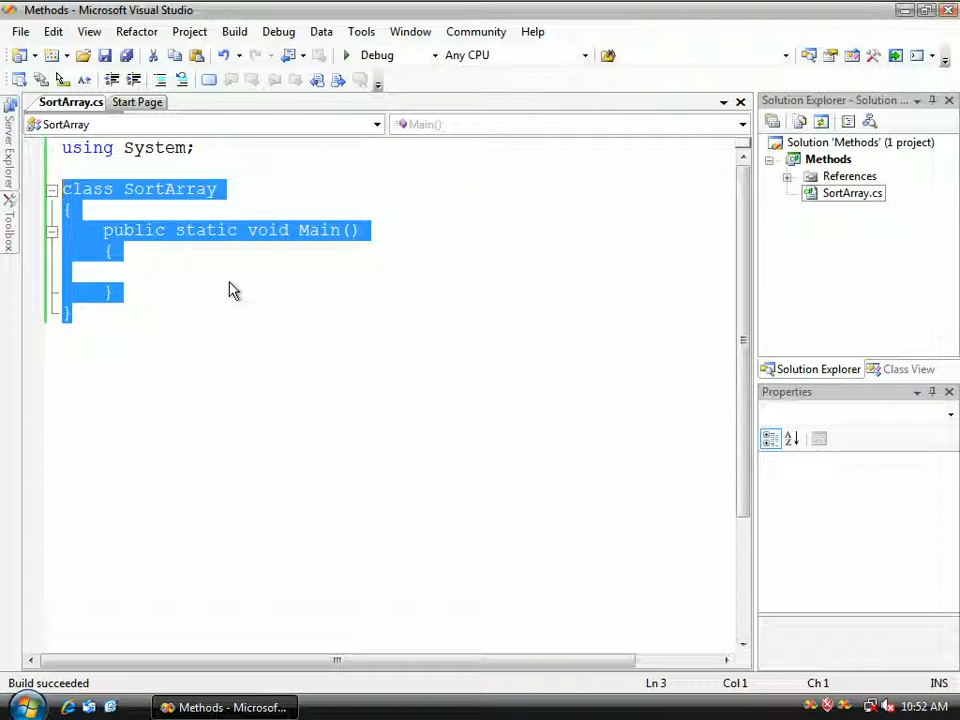 Methods - Microsoft Visual Studio
File Edit View Refactor Project Build Debug Data Tools Window Community Help
Debug Any CPU
SortArray.cs Start Page
SortArray Main()
using System;
class SortArray
{
public static void Main()
{
}
}
Server Explorer
Toolbox
Solution Explorer - Solution ...
Solution 'Methods' (1 project)
Methods
References
SortArray.cs
Solution Explorer Class View
Properties
Build succeeded Ln 3 Col 1 Ch 1 INS
Methods - Microsof... 10:52 AM